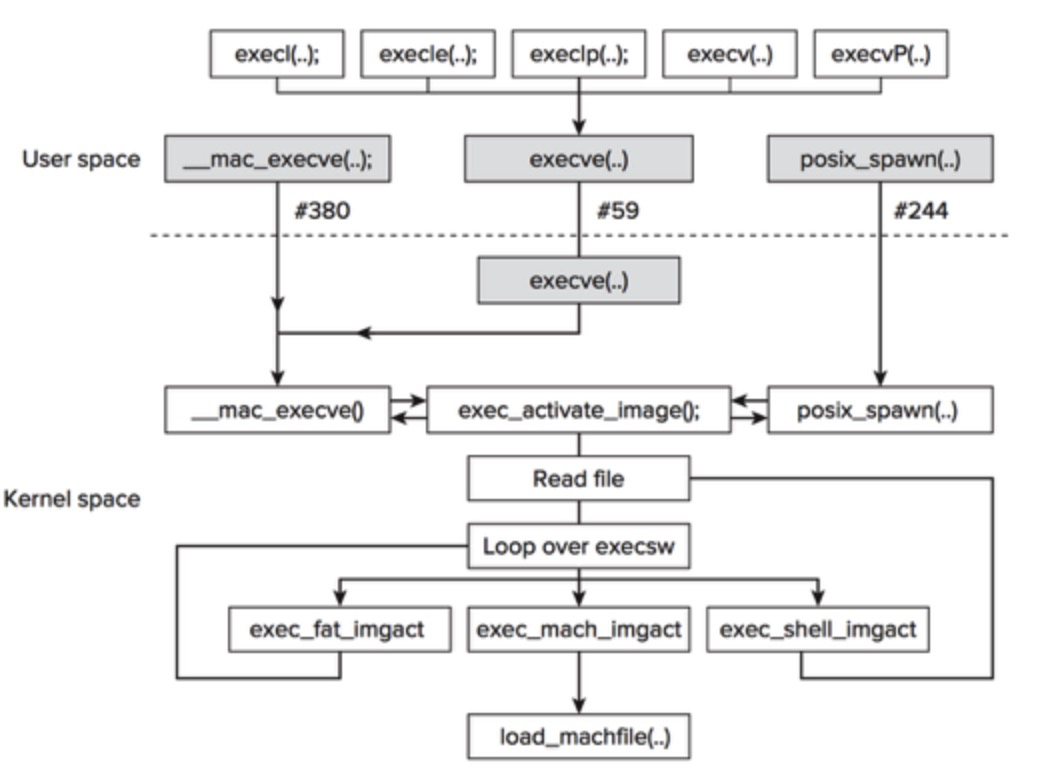 execl(..);
execle(..);
execlp(..);
execv(..)
execvP(..)
User space
__mac_execve(..);
execve(..)
posix_spawn(..)
#380
#59
#244
execve(..)
__mac_execve()
exec_activate_image();
posix_spawn(..)
Read file
Kernel space
Loop over execsw
exec_fat_imgact
exec_mach_imgact
exec_shell_imgact
load_machfile(..)